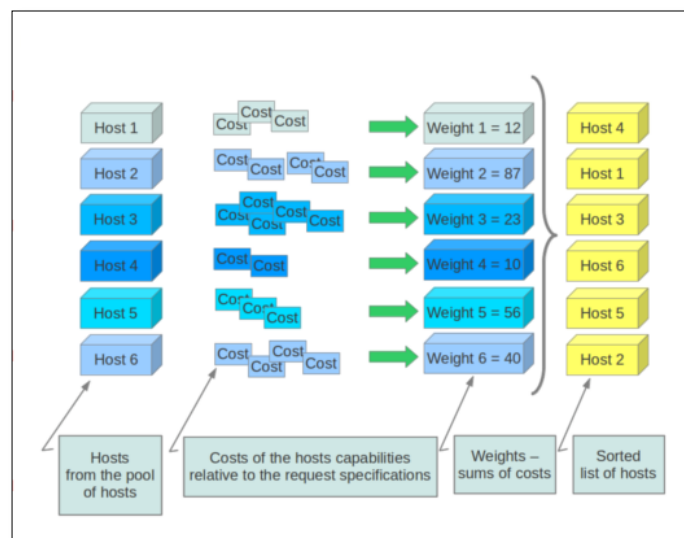 Host 1
Cost
Cost
Cost
Weight 1 = 12
Host 4
Host 2
Cost
Cost
Cost
Cost
Weight 2 = 87
Host 1
Host 3
Cost
Cost
Cost
Cost
Cost
Weight 3 = 23
Host 3
Host 4
Cost
Cost
Weight 4 = 10
Host 6
Host 5
Cost
Cost
Cost
Weight 5 = 56
Host 5
Host 6
Cost
Cost
Cost
Cost
Weight 6 = 40
Host 2
Hosts
from the pool
of hosts
Costs of the hosts capabilities
relative to the request specifications
Weights –
sums of costs
Sorted
list of hosts